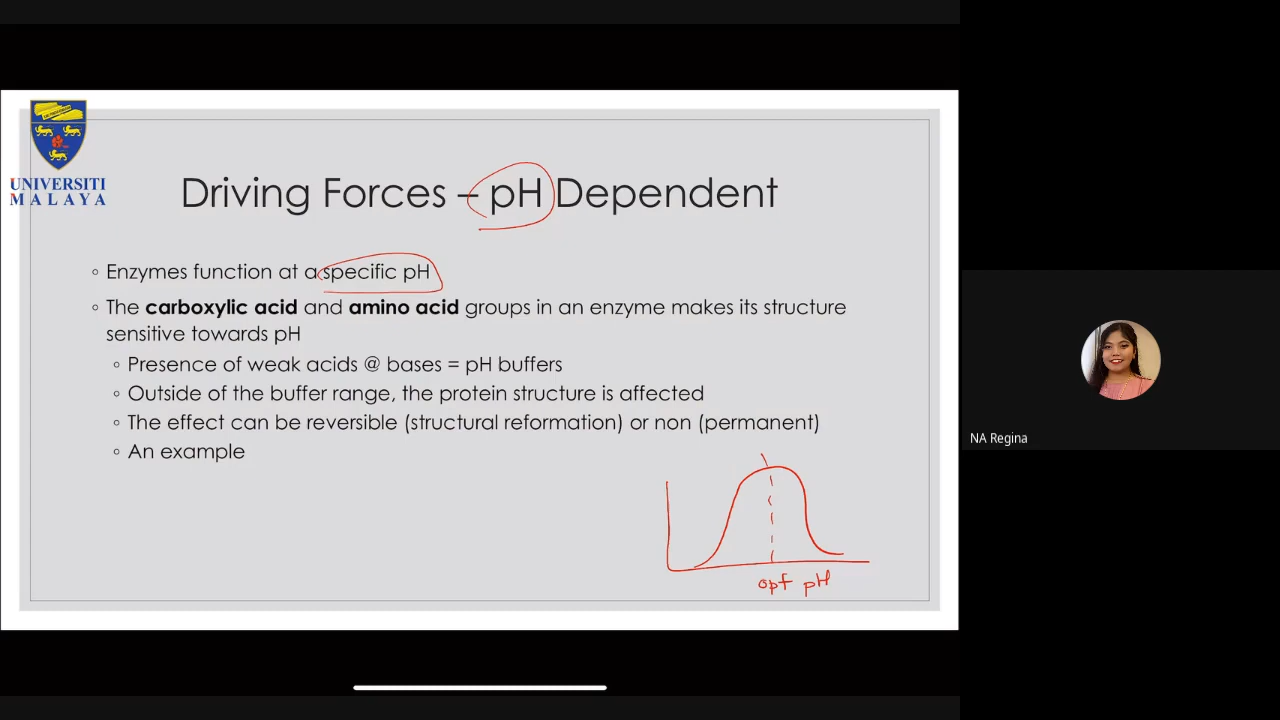 UNIVERSITI
MALAYA
Driving Forces – pH Dependent
◦ Enzymes function at a specific pH
◦ The carboxylic acid and amino acid groups in an enzyme makes its structure
sensitive towards pH
◦ Presence of weak acids @ bases = pH buffers
◦ Outside of the buffer range, the protein structure is affected
◦ The effect can be reversible (structural reformation) or non (permanent)
◦ An example
opt pH
NA Regina